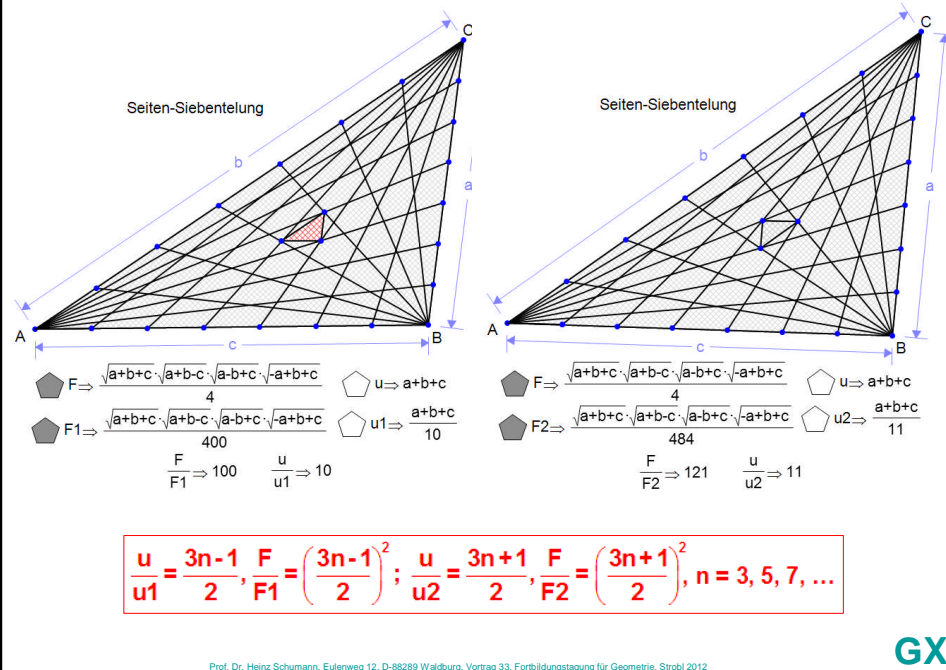 C
C
Seiten-Siebentelung
Seiten-Siebentelung
b
b
a
a
A
B
c
A
B
c
F⇒ √a+b+c·√a+b-c·√a-b+c·√-a+b+c / 4
u⇒ a+b+c
F1⇒ √a+b+c·√a+b-c·√a-b+c·√-a+b+c / 400
u1⇒ a+b+c / 10
F/F1 ⇒ 100
u/u1 ⇒ 10
F⇒ √a+b+c·√a+b-c·√a-b+c·√-a+b+c / 4
u⇒ a+b+c
F2⇒ √a+b+c·√a+b-c·√a-b+c·√-a+b+c / 484
u2⇒ a+b+c / 11
F/F2 ⇒ 121
u/u2 ⇒ 11
u/u1 = 3n-1/2, F/F1 = (3n-1/2)²; u/u2 = 3n+1/2, F/F2 = (3n+1/2)², n = 3, 5, 7, ...
GX
Prof. Dr. Heinz Schumann, Eulenweg 12, D-88289 Waldburg, Vortrag 33. Fortbildungstagung für Geometrie, Strobl 2012